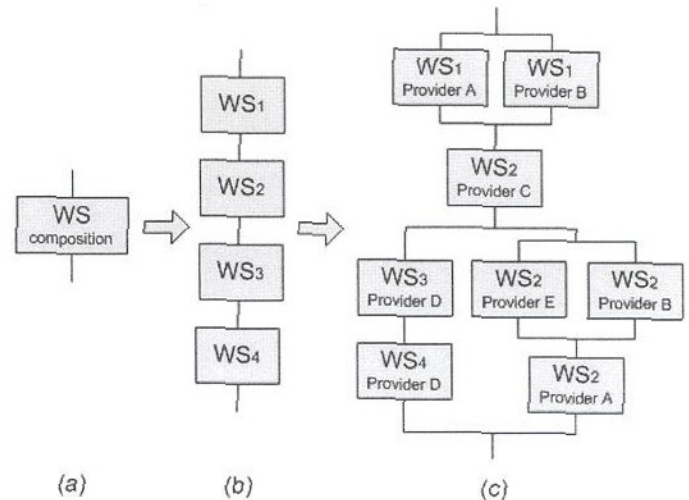 WS
composition
(a)
WS1
WS2
WS3
WS4
(b)
WS1
Provider A
WS1
Provider B
WS2
Provider C
WS3
Provider D
WS2
Provider E
WS2
Provider B
WS4
Provider D
WS2
Provider A
(c)